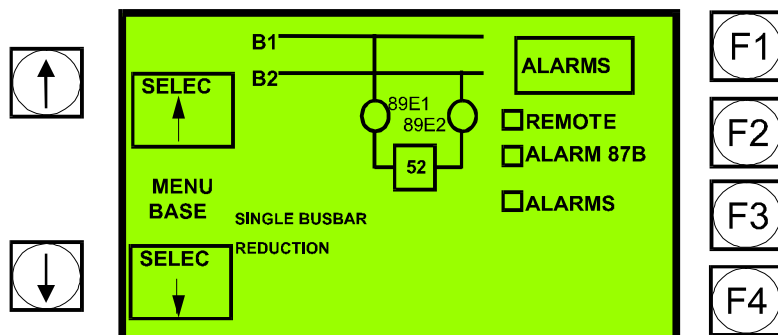 B1
F1
B2
ALARMS
SELEC
89E1
89E2
REMOTE
F2
ALARM 87B
52
MENU
BASE
ALARMS
F3
SINGLE BUSBAR
REDUCTION
SELEC
F4